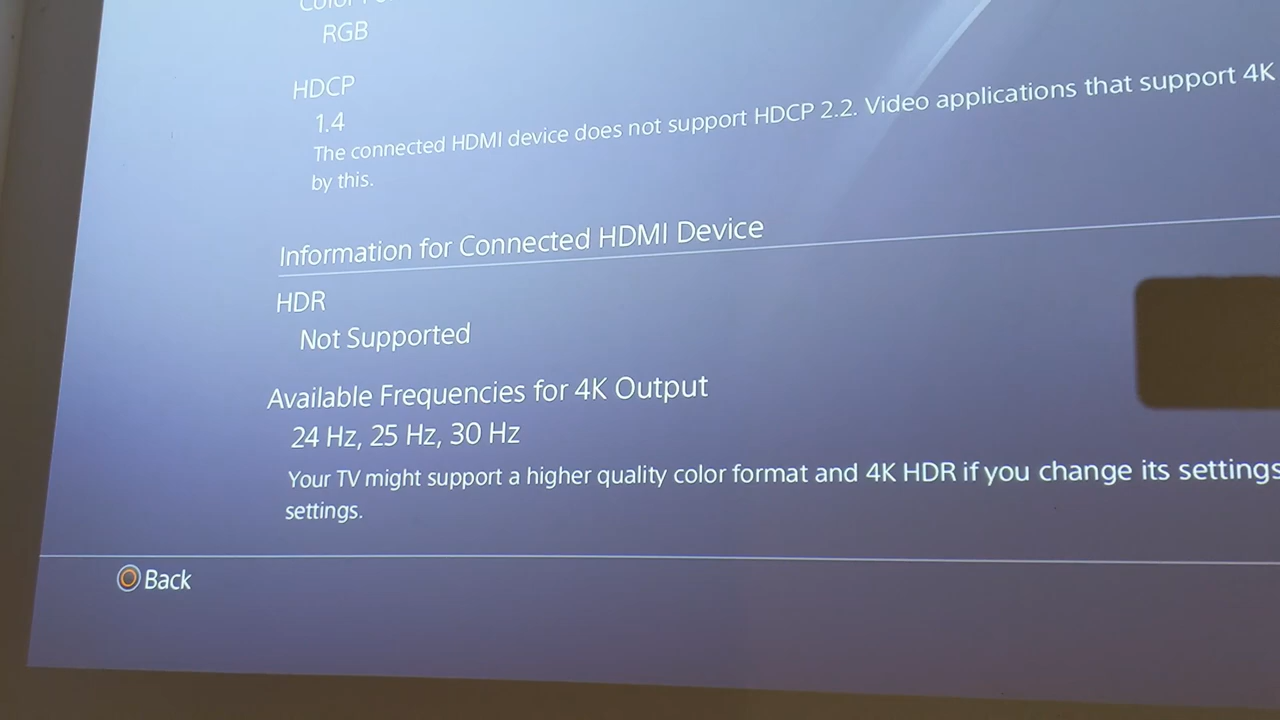 RGB
HDCP
1.4
The connected HDMI device does not support HDCP 2.2. Video applications that support 4K
by this.
Information for Connected HDMI Device
HDR
Not Supported
Available Frequencies for 4K Output
24 Hz, 25 Hz, 30 Hz
Your TV might support a higher quality color format and 4K HDR if you change its settings
settings.
Back